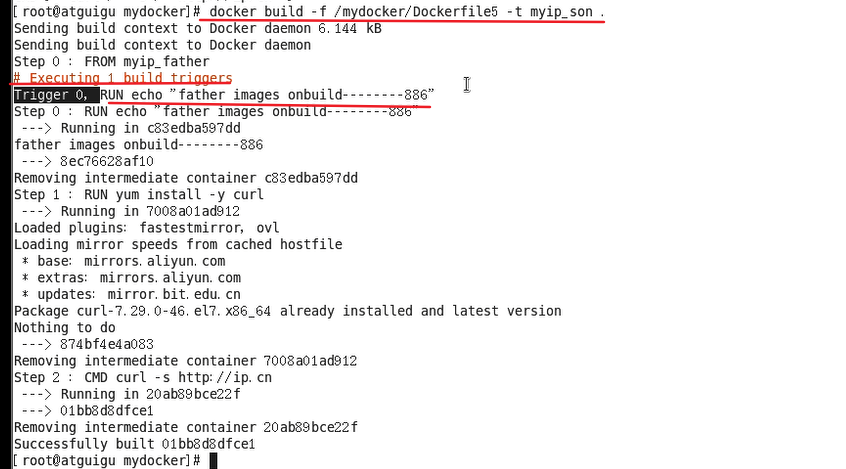 [root@atguigu mydocker]# docker build -f /mydocker/Dockerfile5 -t myip_son .
Sending build context to Docker daemon 6.144 kB
Sending build context to Docker daemon
Step 0 : FROM myip_father
# Executing 1 build triggers
Trigger 0, RUN echo "father images onbuild--------886"
Step 0 : RUN echo "father images onbuild--------886"
 ---> Running in c83edba597dd
father images onbuild--------886
 ---> 8ec76628af10
Removing intermediate container c83edba597dd
Step 1 : RUN yum install -y curl
 ---> Running in 7008a01ad912
Loaded plugins: fastestmirror, ovl
Loading mirror speeds from cached hostfile
 * base: mirrors.aliyun.com
 * extras: mirrors.aliyun.com
 * updates: mirror.bit.edu.cn
Package curl-7.29.0-46.el7.x86_64 already installed and latest version
Nothing to do
 ---> 874bf4e4a083
Removing intermediate container 7008a01ad912
Step 2 : CMD curl -s http://ip.cn
 ---> Running in 20ab89bce22f
 ---> 01bb8d8dfce1
Removing intermediate container 20ab89bce22f
Successfully built 01bb8d8dfce1
[root@atguigu mydocker]#